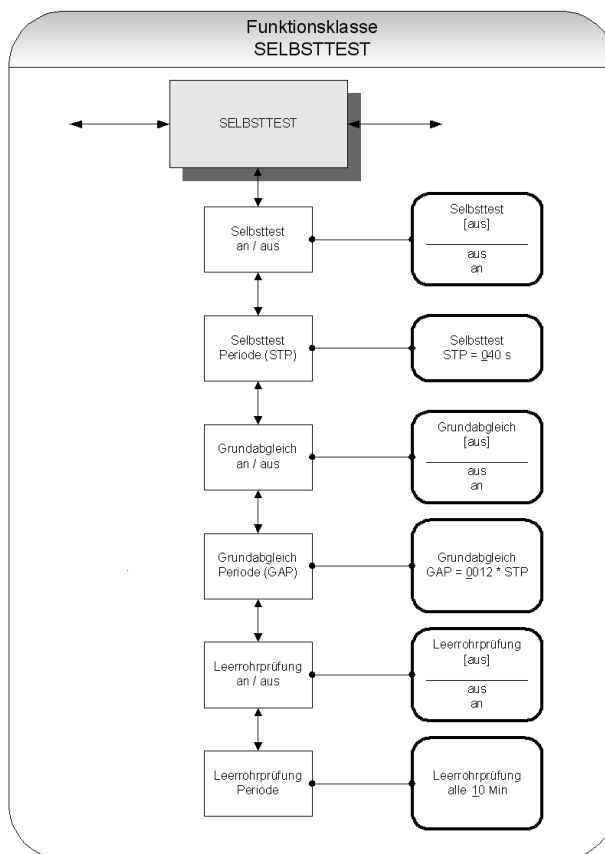 Funktionsklasse
SELBSTTEST
SELBSTTEST
Selbsttest
an / aus
Selbsttest
[aus]
aus
an
Selbsttest
Periode (STP)
Selbsttest
STP = 040 s
Grundabgleich
an / aus
Grundabgleich
[aus]
aus
an
Grundabgleich
Periode (GAP)
Grundabgleich
GAP = 0012 * STP
Leerrohrprüfung
an / aus
Leerrohrprüfung
[aus]
aus
an
Leerrohrprüfung
Periode
Leerrohrprüfung
alle 10 Min